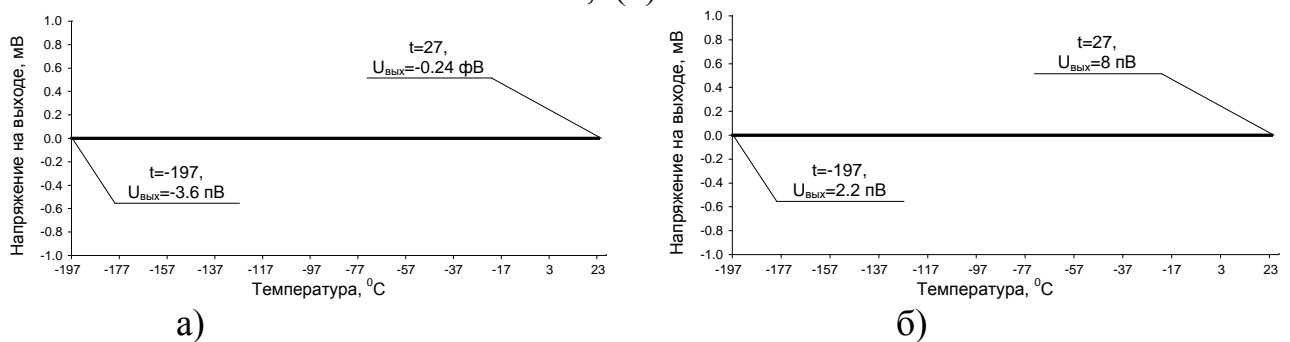 1.0
0.8
0.6
0.4
0.2
0.0
-0.2
-0.4
-0.6
-0.8
-1.0
Напряжение на выходе, мВ
t=27,
Uвых=-0.24 фВ
t=-197,
Uвых=-3.6 пВ
-197 -177 -157 -137 -117 -97 -77 -57 -37 -17 3 23
Температура, ⁰С
а)
1.0
0.8
0.6
0.4
0.2
0.0
-0.2
-0.4
-0.6
-0.8
-1.0
Напряжение на выходе, мВ
t=27,
Uвых=8 пВ
t=-197,
Uвых=2.2 пВ
-197 -177 -157 -137 -117 -97 -77 -57 -37 -17 3 23
Температура, ⁰С
б)